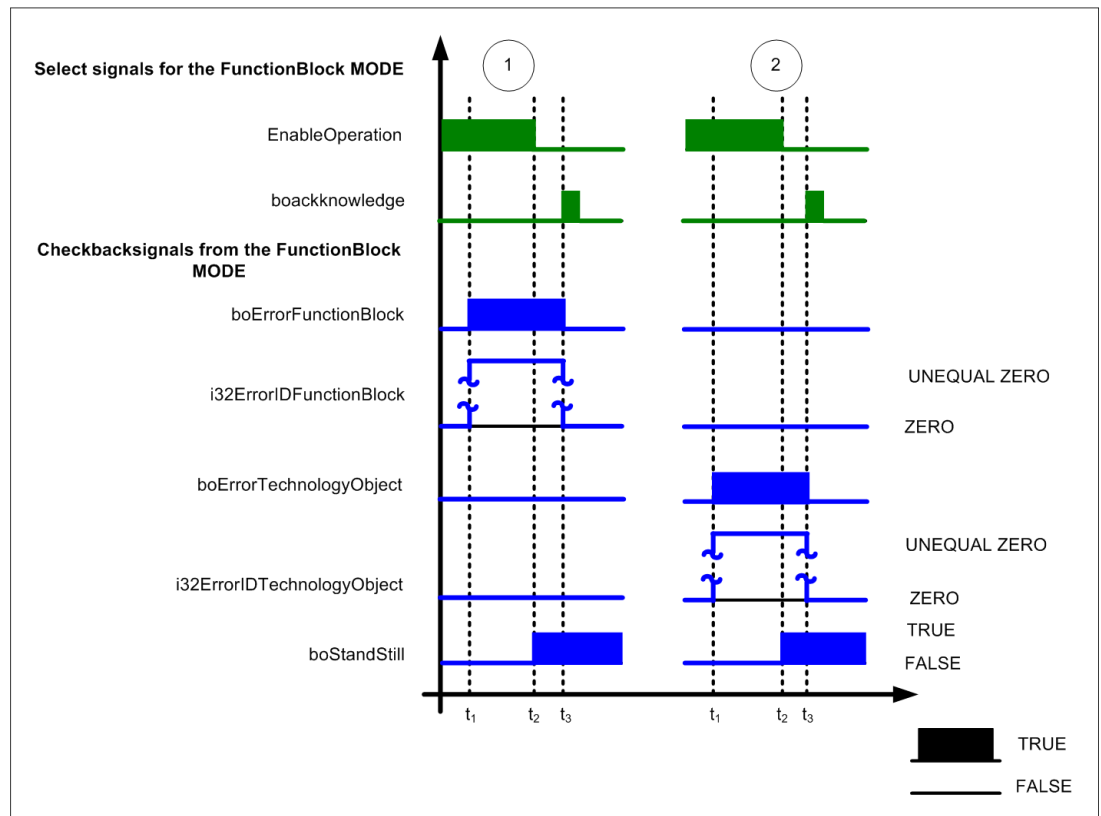 1
2
Select signals for the FunctionBlock MODE
EnableOperation
boackknowledge
Checkbacksignals from the FunctionBlock
MODE
boErrorFunctionBlock
i32ErrorIDFunctionBlock
UNEQUAL ZERO
ZERO
boErrorTechnologyObject
i32ErrorIDTechnologyObject
UNEQUAL ZERO
ZERO
boStandStill
TRUE
FALSE
t1 t2 t3 t1 t2 t3
TRUE
FALSE